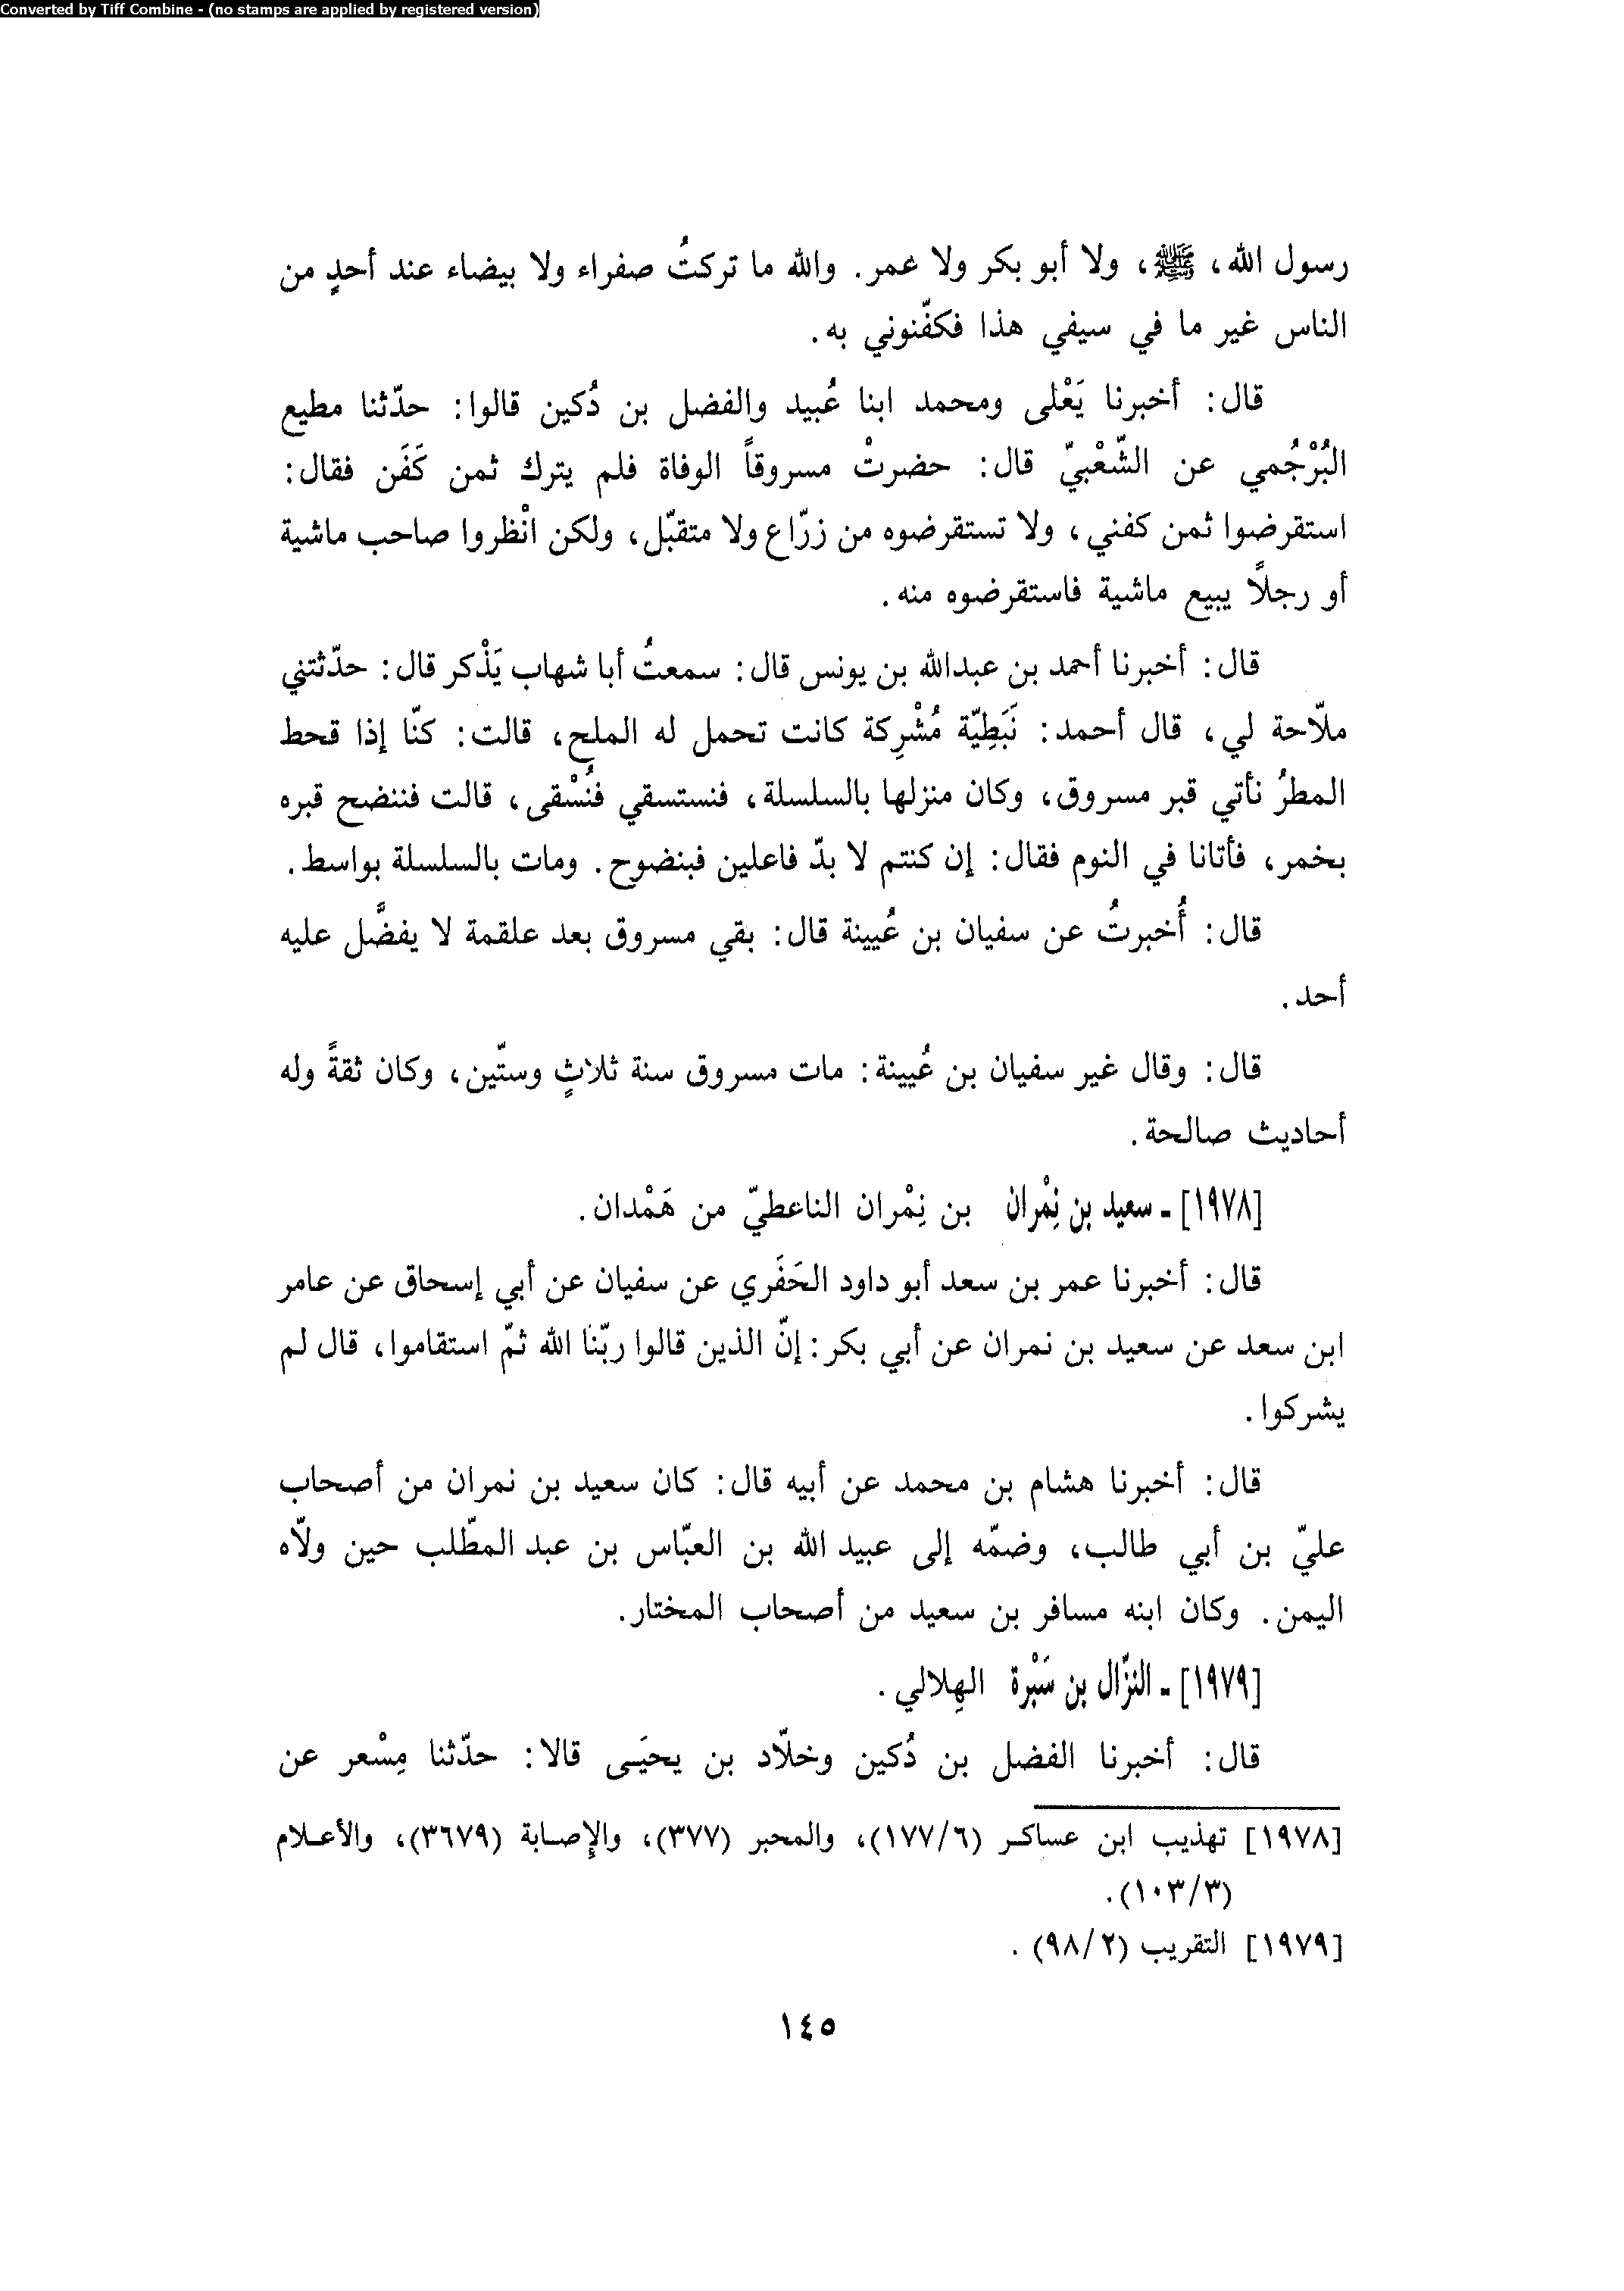 Converted by Tiff Combine - (no stamps are applied by registered version)
رسول الله، ﷺ، ولا أبو بكر ولا عمر. والله ما تركتُ صفراء ولا بيضاء عند أحدٍ من
الناس غير ما في سيفي هذا فكفّنوني به.
قال: أخبرنا يَعْلى ومحمد ابنا عُبيد والفضل بن دُكين قالوا: حدّثنا مطيع
البُرْجُمي عن الشّعْبيّ قال: حضرتْ مسروقاً الوفاة فلم يترك ثمن كَفَن فقال:
استقرضوا ثمن كفني، ولا تستقرضوه من زرّاع ولا متقبّل، ولكن انْظروا صاحب ماشية
أو رجلاً يبيع ماشية فاستقرضوه منه.
قال: أخبرنا أحمد بن عبدالله بن يونس قال: سمعتُ أبا شهاب يَذْكر قال: حدّثتني
ملّاحة لي، قال أحمد: نَبَطِيّة مُشْرِكة كانت تحمل له الملح، قالت: كنّا إذا قحط
المطرُ نأتي قبر مسروق، وكان منزلها بالسلسلة، فنستسقي فنُسْقى، قالت فننضح قبره
بخمر، فأتانا في النوم فقال: إن كنتم لا بدّ فاعلين فبنضوح. ومات بالسلسلة بواسط.
قال: أُخبرتُ عن سفيان بن عُيينة قال: بقي مسروق بعد علقمة لا يفضَّل عليه
أحد.
قال: وقال غير سفيان بن عُيينة: مات مسروق سنة ثلاثٍ وستّين، وكان ثقةً وله
أحاديث صالحة.
[١٩٧٨] - سعيد بن نِمْران بن نِمْران الناعطيّ من هَمْدان.
قال: أخبرنا عمر بن سعد أبو داود الحَفَري عن سفيان عن أبي إسحاق عن عامر
ابن سعد عن سعيد بن نمران عن أبي بكر: إنّ الذين قالوا ربّنا الله ثمّ استقاموا، قال لم
يشركوا.
قال: أخبرنا هشام بن محمد عن أبيه قال: كان سعيد بن نمران من أصحاب
عليّ بن أبي طالب، وضمّه إلى عبيد الله بن العبّاس بن عبد المطّلب حين ولّاه
اليمن. وكان ابنه مسافر بن سعيد من أصحاب المختار.
[١٩٧٩] - النزّال بن سَبْرة الهِلالي.
قال: أخبرنا الفضل بن دُكين وخلّاد بن يحيَى قالا: حدّثنا مِسْعر عن
[١٩٧٨] تهذيب ابن عساكر (١٧٧/٦)، والمحبر (٣٧٧)، والإصابة (٣٦٧٩)، والأعلام
(١٠٣/٣).
[١٩٧٩] التقريب (٩٨/٢).
١٤٥